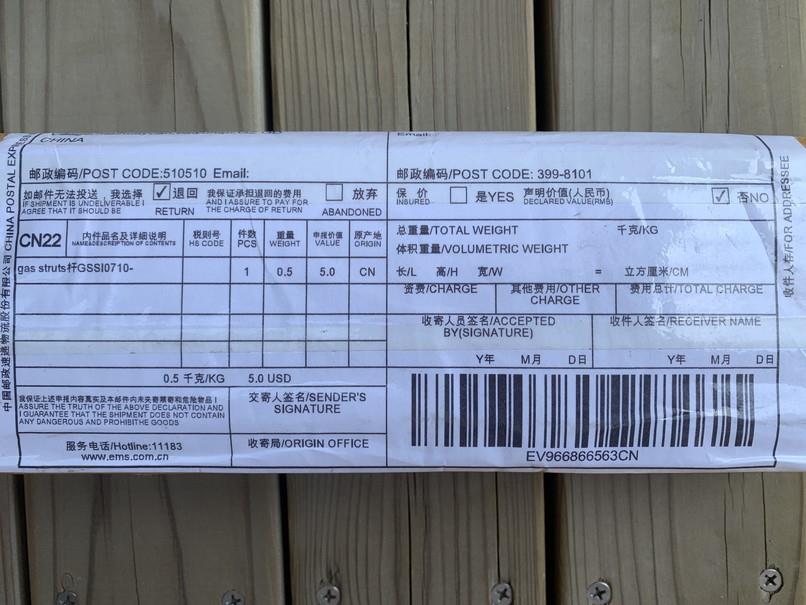 CHINA
Email:
邮政编码/POST CODE:510510 Email:
邮政编码/POST CODE: 399-8101
如邮件无法投送，我选择 ✓ 退回 我保证承担退回的费用 放弃
IF SHIPMENT IS UNDELIVERABLE I AND I ASSURE TO PAY FOR
AGREE THAT IT SHOULD BE RETURN THE CHARGE OF RETURN ABANDONED
保 价 是YES 声明价值(人民币) ✓ 否NO
INSURED DECLARED VALUE(RMB)
CN22 内件品名及详细说明 税则号 件数 重量 申报价值 原产地
NAME&DESCRIPTION OF CONTENTS HS CODE PCS WEIGHT VALUE ORIGIN
gas struts杆GSSI0710- 1 0.5 5.0 CN
0.5 千克/KG 5.0 USD
总重量/TOTAL WEIGHT 千克/KG
体积重量/VOLUMETRIC WEIGHT
长/L 高/H 宽/W = 立方厘米/CM
资费/CHARGE 其他费用/OTHER CHARGE 费用总计/TOTAL CHARGE
收寄人员签名/ACCEPTED BY(SIGNATURE) 收件人签名/RECEIVER NAME
Y年 M月 D日 Y年 M月 D日
我保证上述申报内容真实及本邮件内未夹寄禁寄和危险物品 I
ASSURE THE TRUTH OF THE ABOVE DECLARATION AND
I GUARANTEE THAT THE SHIPMENT DOES NOT CONTAIN
ANY DANGEROUS AND PROHIBITHE GOODS
交寄人签名/SENDER'S
SIGNATURE
服务电话/Hotline:11183
www.ems.com.cn
收寄局/ORIGIN OFFICE
EV966866563CN
中国邮政速递物流股份有限公司 CHINA POSTAL EXPRES
收件人存/FOR ADDRESSEE